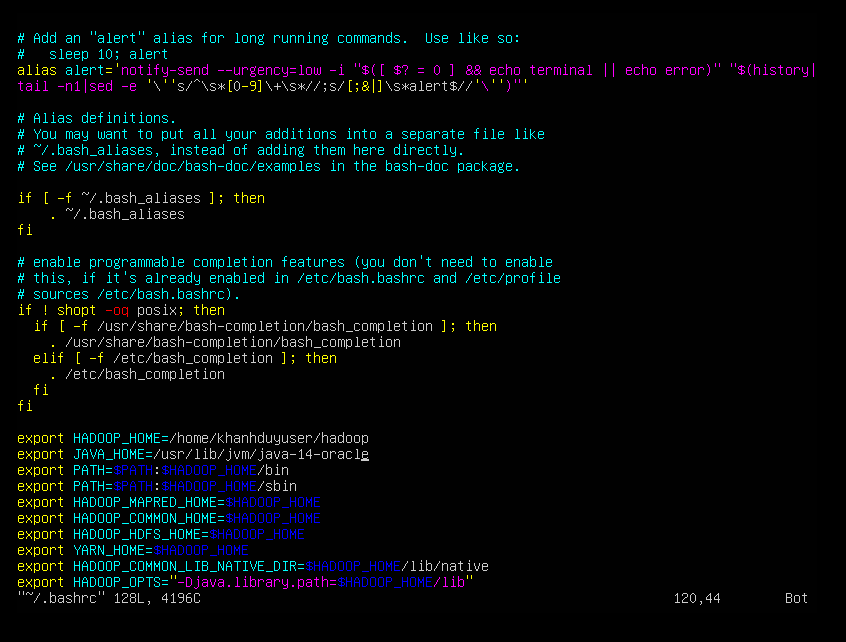 # Add an "alert" alias for long running commands.  Use like so:
#   sleep 10; alert
alias alert='notify-send --urgency=low -i "$([ $? = 0 ] && echo terminal || echo error)" "$(history|
tail -n1|sed -e '\''s/^\s*[0-9]\+\s*//;s/[;&|]\s*alert$//'\'')"'

# Alias definitions.
# You may want to put all your additions into a separate file like
# ~/.bash_aliases, instead of adding them here directly.
# See /usr/share/doc/bash-doc/examples in the bash-doc package.

if [ -f ~/.bash_aliases ]; then
    . ~/.bash_aliases
fi

# enable programmable completion features (you don't need to enable
# this, if it's already enabled in /etc/bash.bashrc and /etc/profile
# sources /etc/bash.bashrc).
if ! shopt -oq posix; then
  if [ -f /usr/share/bash-completion/bash_completion ]; then
    . /usr/share/bash-completion/bash_completion
  elif [ -f /etc/bash_completion ]; then
    . /etc/bash_completion
  fi
fi

export HADOOP_HOME=/home/khanhduyuser/hadoop
export JAVA_HOME=/usr/lib/jvm/java-14-oracle
export PATH=$PATH:$HADOOP_HOME/bin
export PATH=$PATH:$HADOOP_HOME/sbin
export HADOOP_MAPRED_HOME=$HADOOP_HOME
export HADOOP_COMMON_HOME=$HADOOP_HOME
export HADOOP_HDFS_HOME=$HADOOP_HOME
export YARN_HOME=$HADOOP_HOME
export HADOOP_COMMON_LIB_NATIVE_DIR=$HADOOP_HOME/lib/native
export HADOOP_OPTS="-Djava.library.path=$HADOOP_HOME/lib"
"~/.bashrc" 128L, 4196C                                                           120,44        Bot